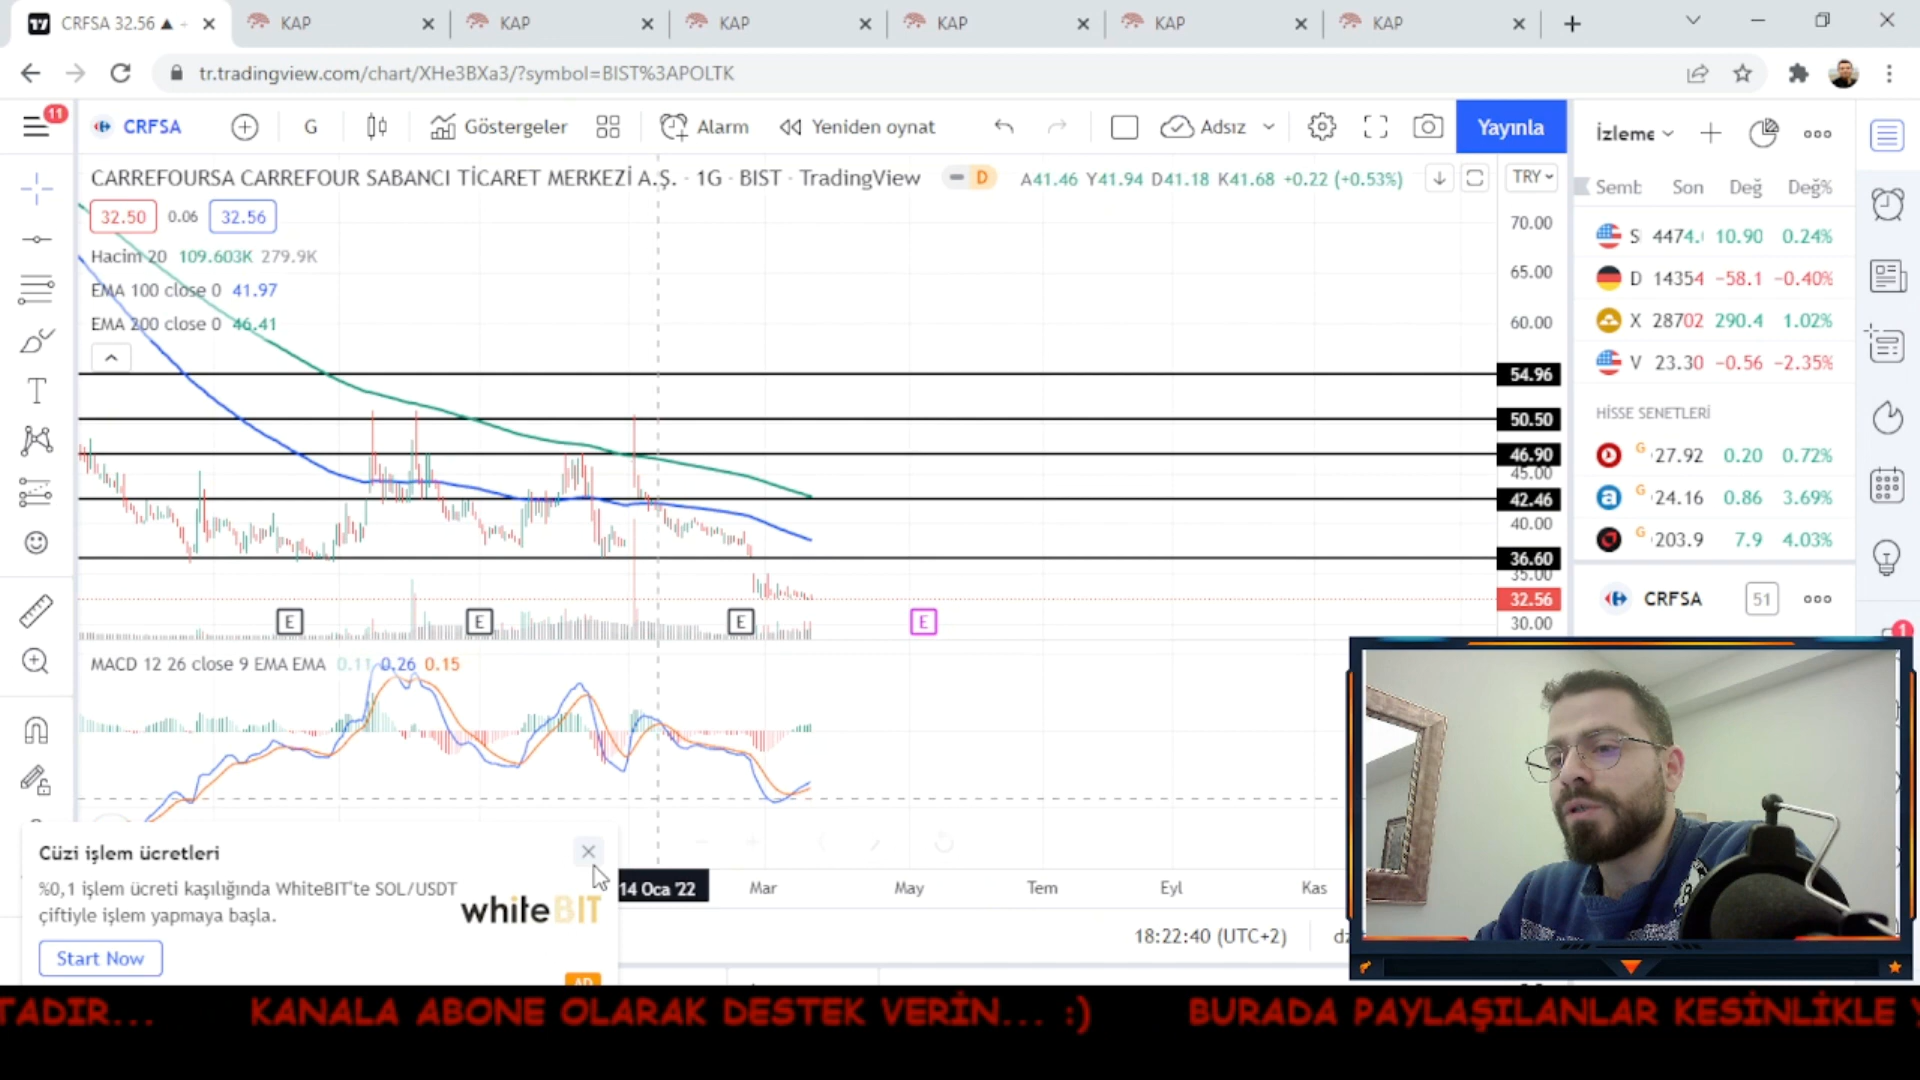 CRFSA 32.56 ▲
KAP
KAP
KAP
KAP
KAP
KAP
tr.tradingview.com/chart/XHe3BXa3/?symbol=BIST%3APOLTK
11
CRFSA
G
Göstergeler
Alarm
Yeniden oynat
Adsız
Yayınla
CARREFOURSA CARREFOUR SABANCI TİCARET MERKEZİ A.Ş. · 1G · BIST · TradingView
D
A41.46 Y41.94 D41.18 K41.68 +0.22 (+0.53%)
TRY
32.50 0.06 32.56
Hacim 20 109.603K 279.9K
EMA 100 close 0 41.97
EMA 200 close 0 46.41
70.00
65.00
60.00
54.96
50.50
46.90
45.00
42.46
40.00
36.60
35.00
32.56
30.00
E
E
E
E
MACD 12 26 close 9 EMA EMA 0.11 0.26 0.15
14 Oca '22
Mar
May
Tem
Eyl
Kas
18:22:40 (UTC+2)
Cüzi işlem ücretleri
%0,1 işlem ücreti kaşılığında WhiteBIT'te SOL/USDT
çiftiyle işlem yapmaya başla.
whiteBIT
Start Now
AD
İzleme
Semb Son Değ Değ%
S 4474. 10.90 0.24%
D 14354 −58.1 −0.40%
X 28702 290.4 1.02%
V 23.30 −0.56 −2.35%
HİSSE SENETLERİ
G 27.92 0.20 0.72%
G 24.16 0.86 3.69%
G 203.9 7.9 4.03%
CRFSA 51
1
TADIR... KANALA ABONE OLARAK DESTEK VERİN... :) BURADA PAYLAŞILANLAR KESİNLİKLE